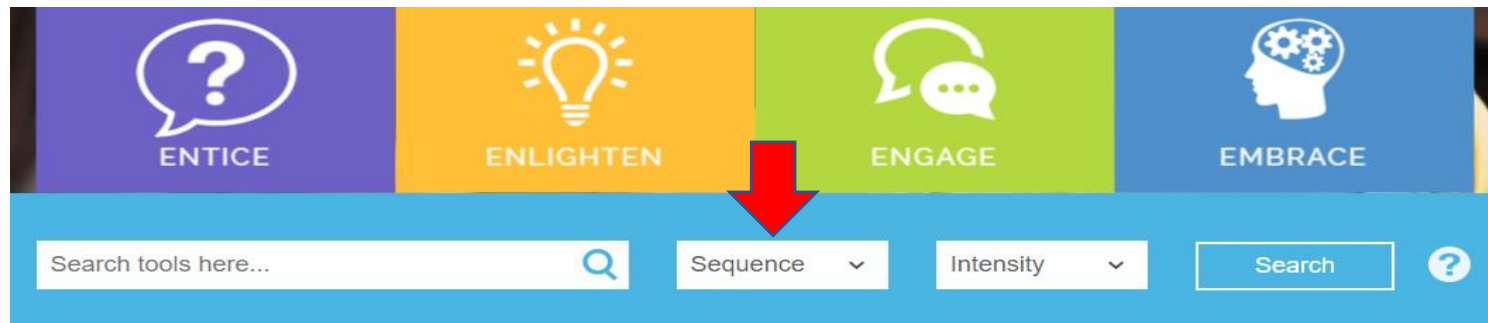 ENTICE ENLIGHTEN ENGAGE EMBRACE
Search tools here... Sequence Intensity Search ?